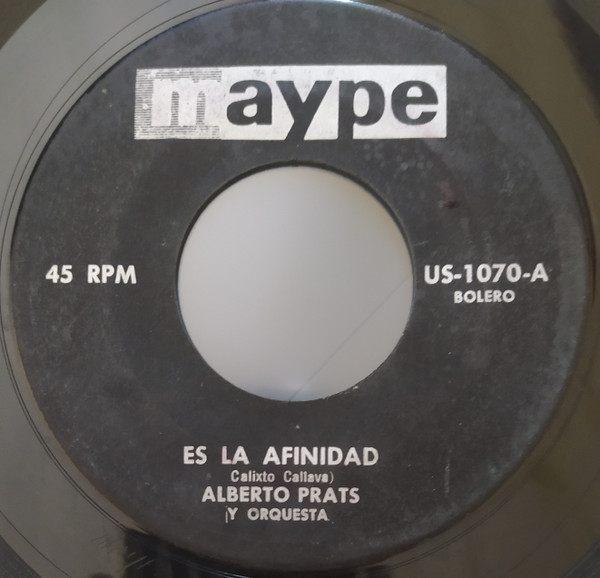 maype
45 RPM
US-1070-A
BOLERO
ES LA AFINIDAD
Calixto Callava)
ALBERTO PRATS
Y ORQUESTA